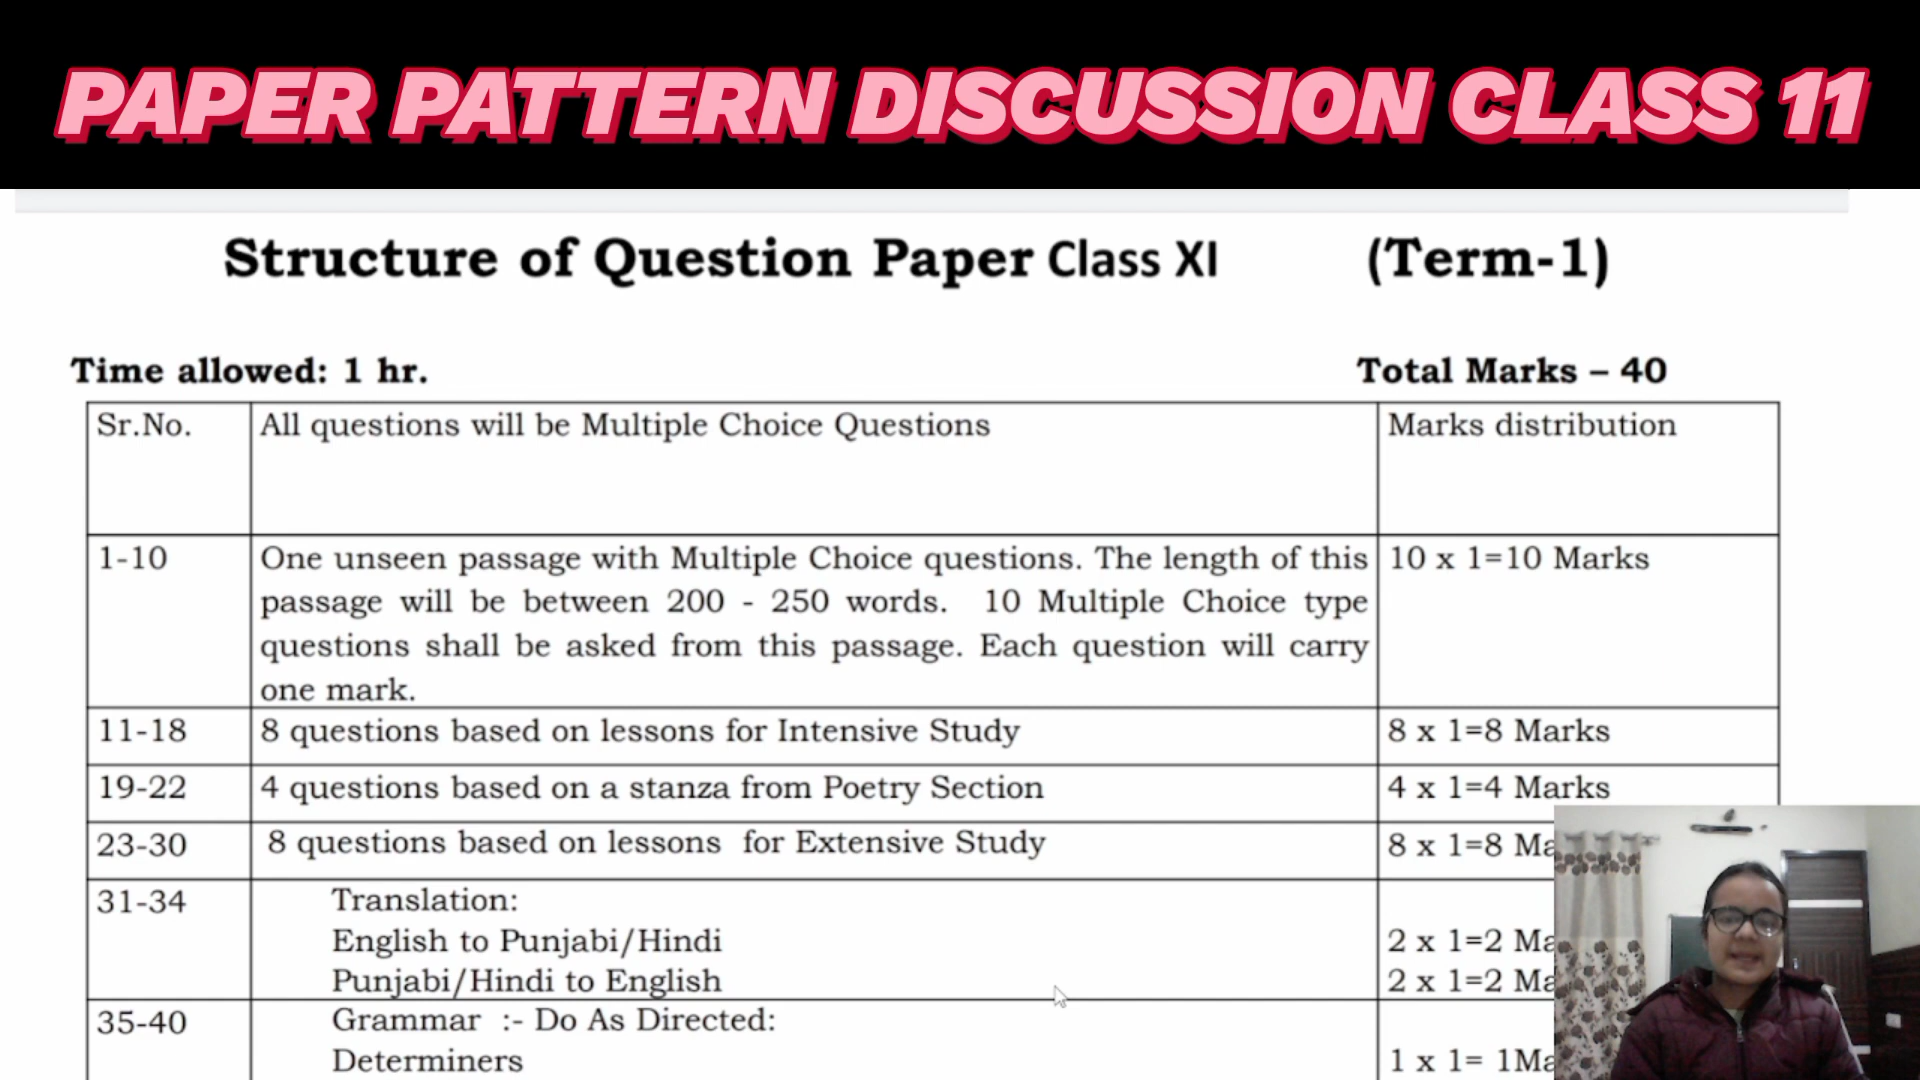 PAPER PATTERN DISCUSSION CLASS 11
Structure of Question Paper Class XI (Term-1)
Time allowed: 1 hr. Total Marks – 40
Sr.No. All questions will be Multiple Choice Questions Marks distribution
1-10 One unseen passage with Multiple Choice questions. The length of this 10 x 1=10 Marks
passage will be between 200 - 250 words. 10 Multiple Choice type
questions shall be asked from this passage. Each question will carry
one mark.
11-18 8 questions based on lessons for Intensive Study 8 x 1=8 Marks
19-22 4 questions based on a stanza from Poetry Section 4 x 1=4 Marks
23-30 8 questions based on lessons for Extensive Study 8 x 1=8 Ma
31-34 Translation:
English to Punjabi/Hindi 2 x 1=2 Ma
Punjabi/Hindi to English 2 x 1=2 Ma
35-40 Grammar :- Do As Directed:
Determiners 1 x 1= 1Ma